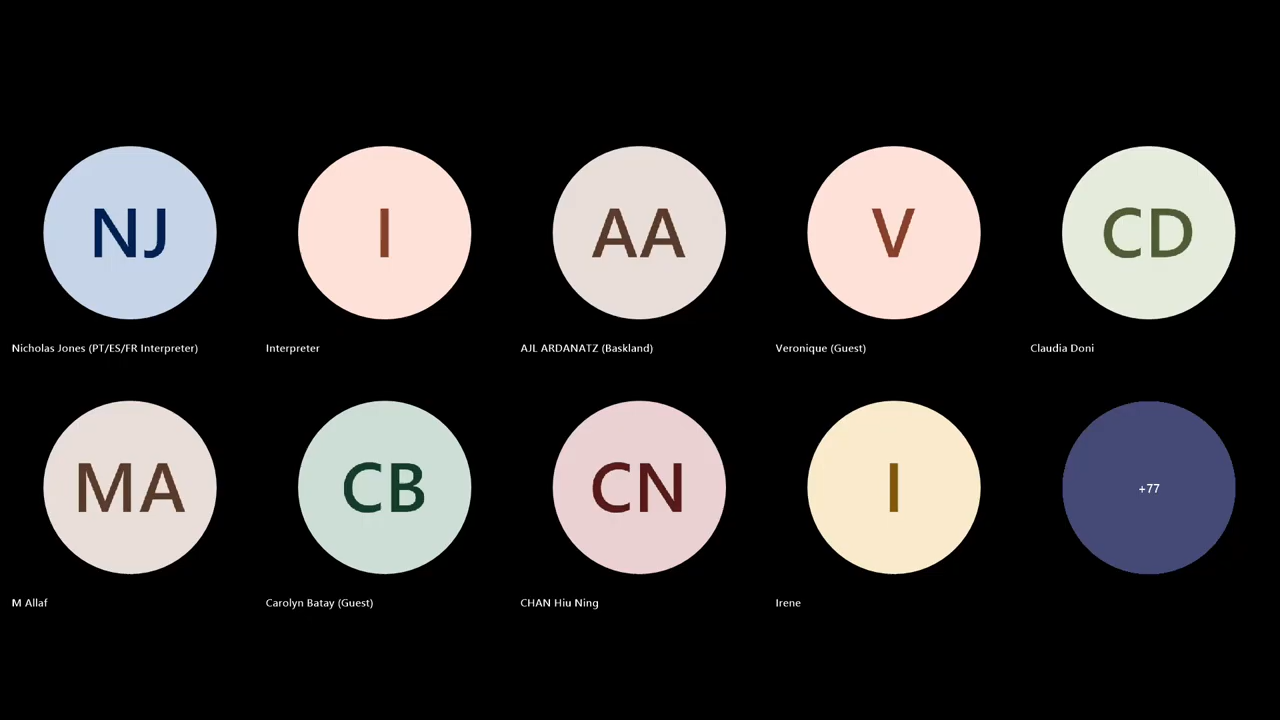 NJ
I
AA
V
CD
Nicholas Jones (PT/ES/FR Interpreter)
Interpreter
AJL ARDANATZ (Baskland)
Veronique (Guest)
Claudia Doni
MA
CB
CN
I
+77
M Allaf
Carolyn Batay (Guest)
CHAN Hiu Ning
Irene